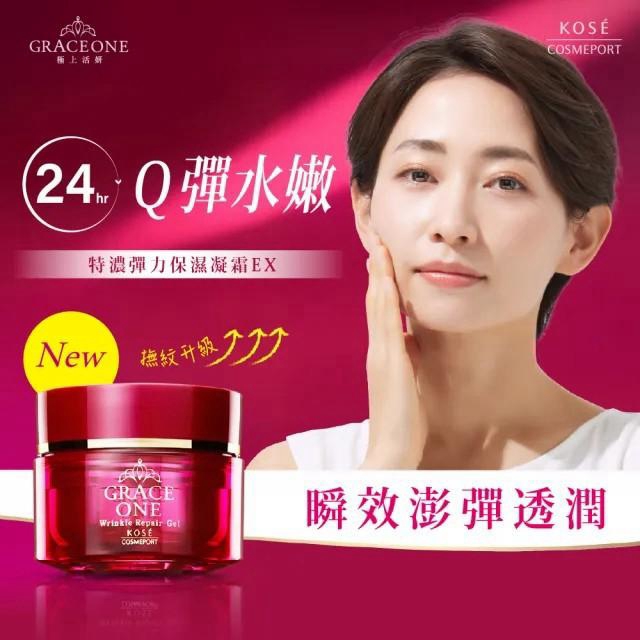 GRACE ONE
極上活妍
KOSÉ
COSMEPORT
24hr
Q彈水嫩
特濃彈力保濕凝霜EX
New
撫紋升級
GRACE
ONE
Wrinkle Repair Gel
KOSÉ
COSMEPORT
瞬效澎彈透潤